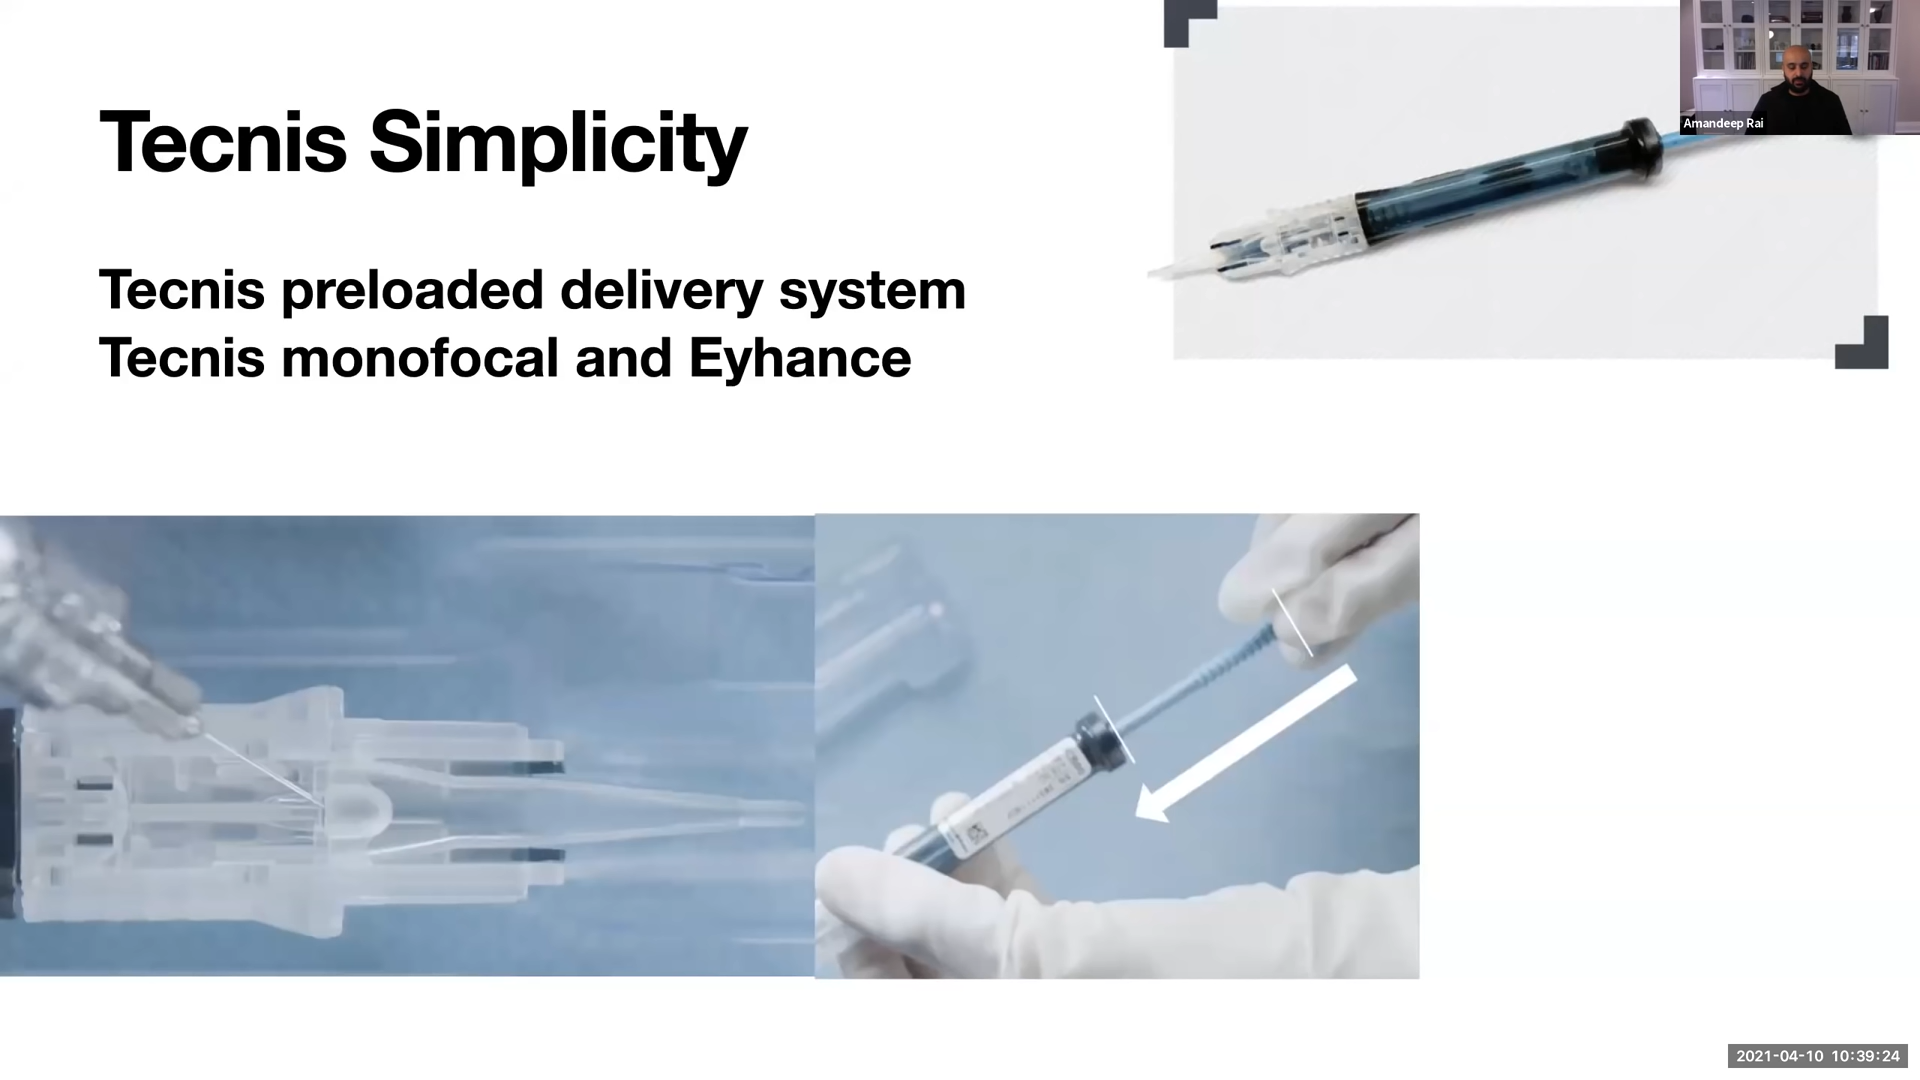 Tecnis Simplicity
Tecnis preloaded delivery system
Tecnis monofocal and Eyhance
Amandeep Rai
2021-04-10 10:39:24